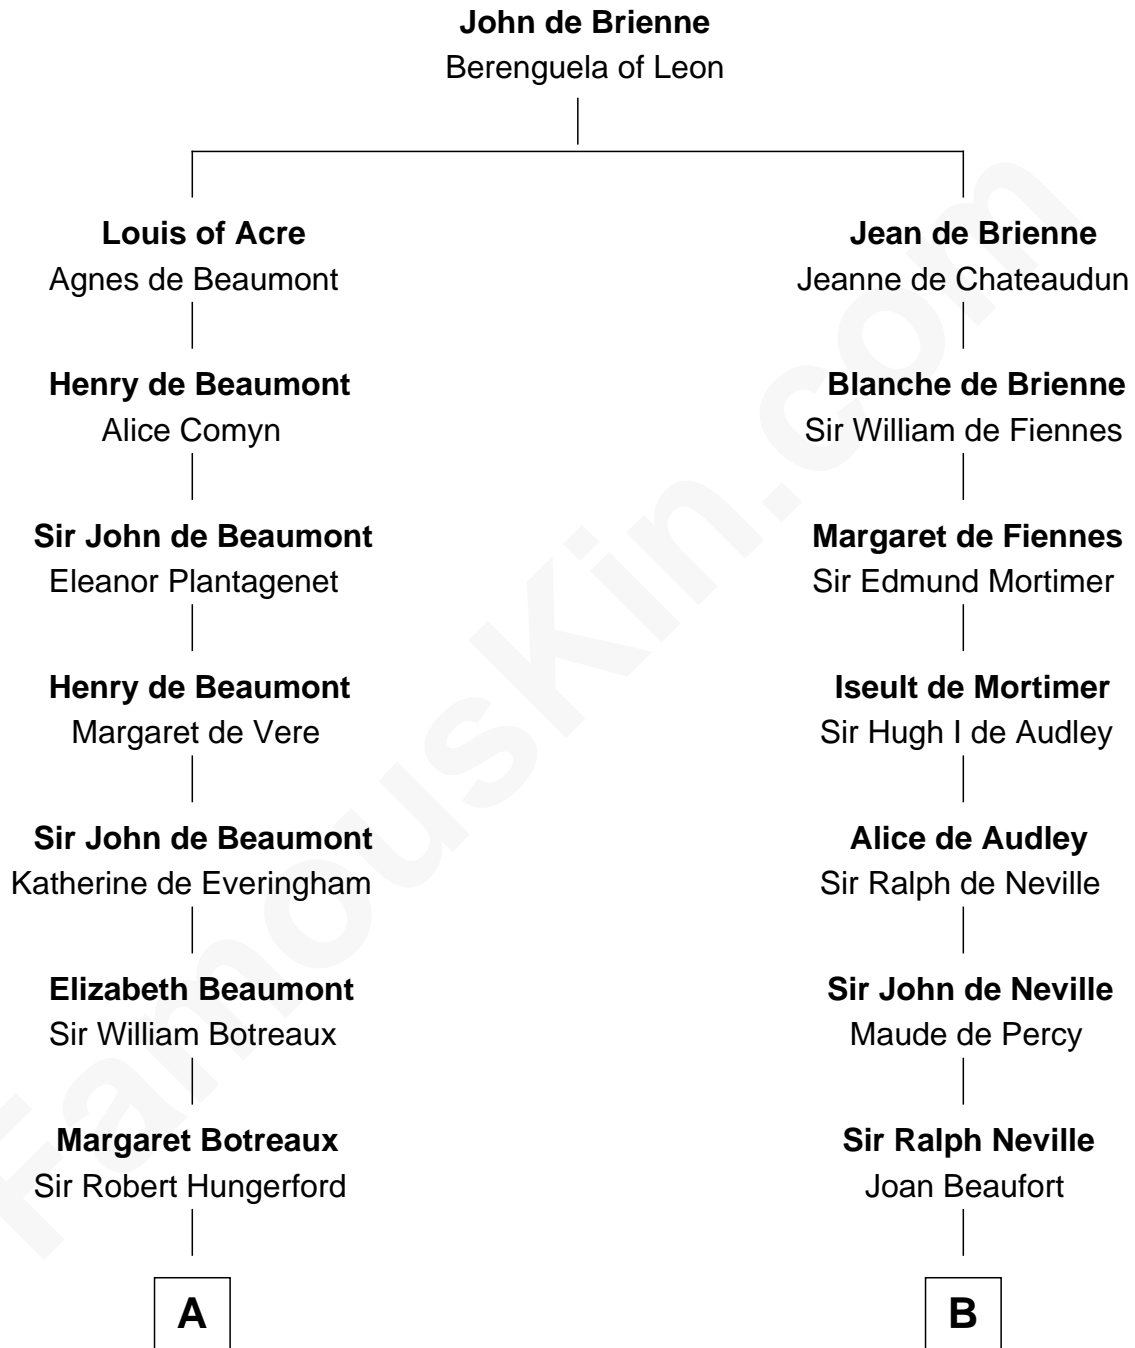 John de Brienne
Berenguela of Leon
Louis of Acre
Agnes de Beaumont
Jean de Brienne
Jeanne de Chateaudun
Henry de Beaumont
Alice Comyn
Blanche de Brienne
Sir William de Fiennes
Sir John de Beaumont
Eleanor Plantagenet
Margaret de Fiennes
Sir Edmund Mortimer
Henry de Beaumont
Margaret de Vere
Iseult de Mortimer
Sir Hugh I de Audley
Sir John de Beaumont
Katherine de Everingham
Alice de Audley
Sir Ralph de Neville
Elizabeth Beaumont
Sir William Botreaux
Sir John de Neville
Maude de Percy
Margaret Botreaux
Sir Robert Hungerford
Sir Ralph Neville
Joan Beaufort
A
B
FamousKin.com